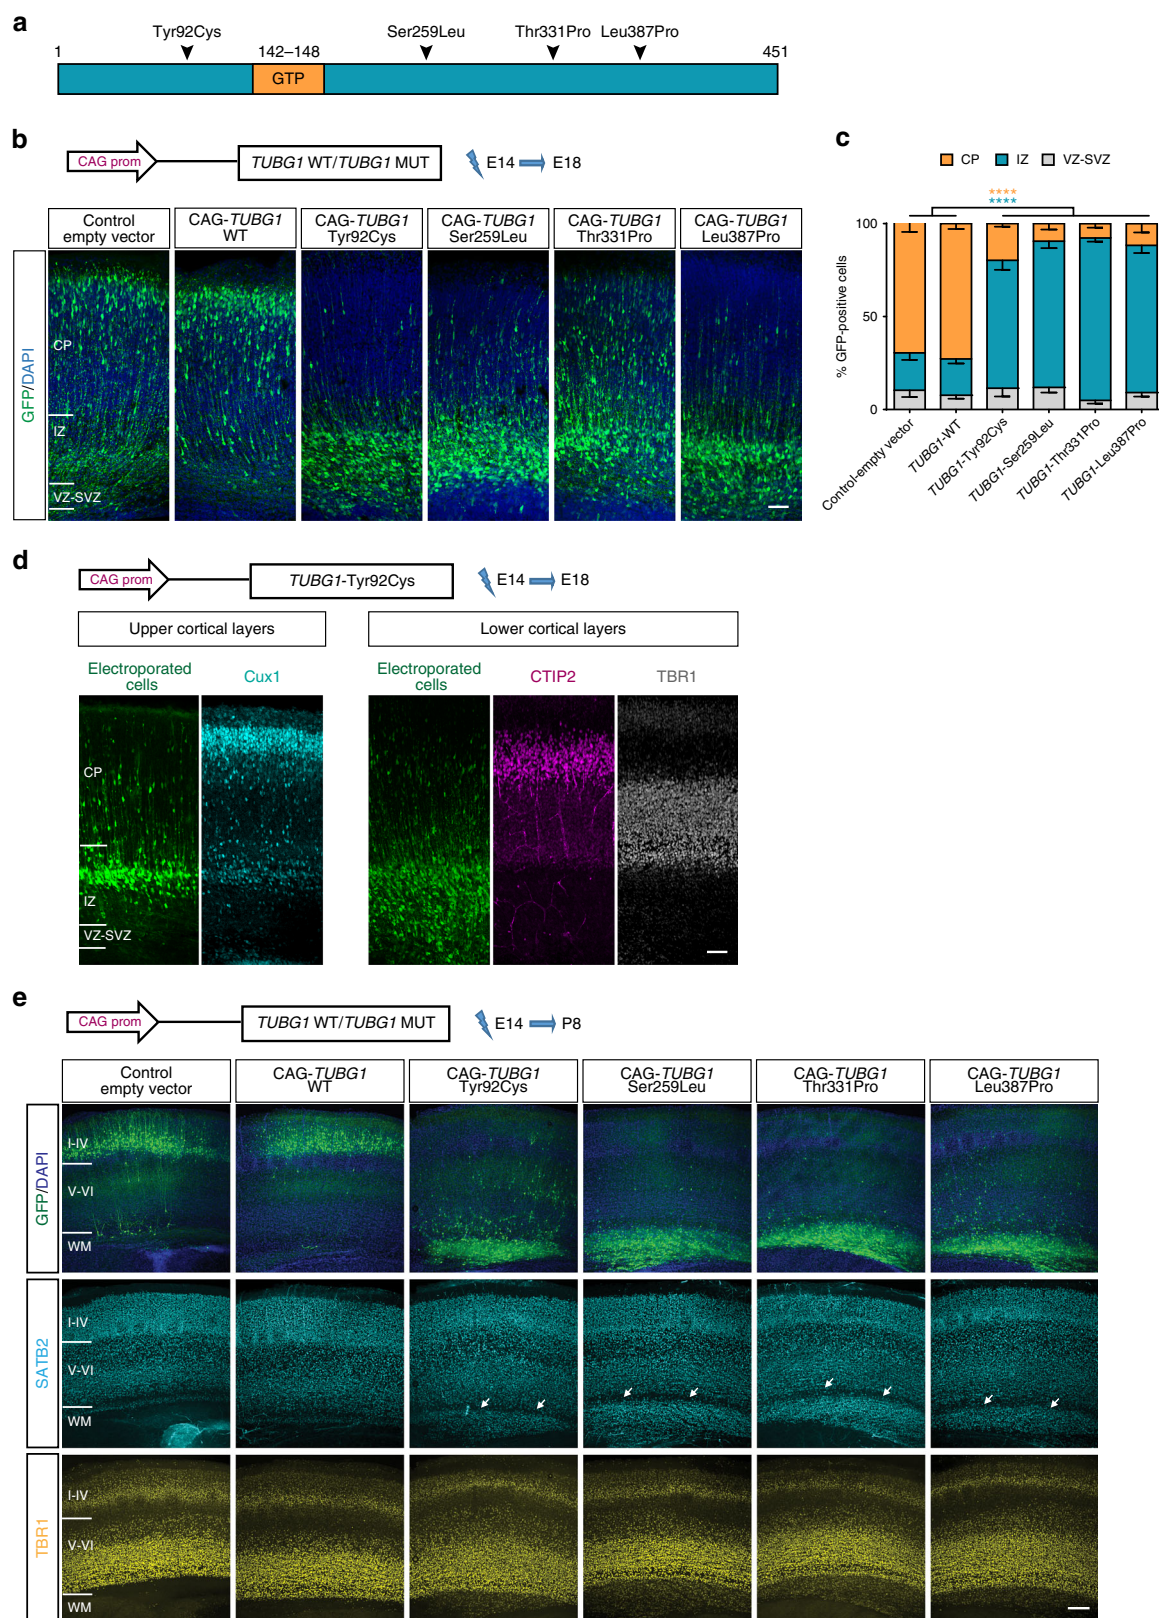 a
Tyr92Cys Ser259Leu Thr331Pro Leu387Pro
1 142–148 451
GTP
b
CAG prom TUBG1 WT/TUBG1 MUT E14 E18
Control empty vector
CAG-TUBG1 WT
CAG-TUBG1 Tyr92Cys
CAG-TUBG1 Ser259Leu
CAG-TUBG1 Thr331Pro
CAG-TUBG1 Leu387Pro
GFP/DAPI
CP
IZ
VZ-SVZ
c
CP IZ VZ-SVZ
****
****
% GFP-positive cells
100
50
0
Control-empty vector
TUBG1-WT
TUBG1-Tyr92Cys
TUBG1-Ser259Leu
TUBG1-Thr331Pro
TUBG1-Leu387Pro
d
CAG prom TUBG1-Tyr92Cys E14 E18
Upper cortical layers Lower cortical layers
Electroporated cells
Cux1
Electroporated cells
CTIP2
TBR1
CP
IZ
VZ-SVZ
e
CAG prom TUBG1 WT/TUBG1 MUT E14 P8
Control empty vector
CAG-TUBG1 WT
CAG-TUBG1 Tyr92Cys
CAG-TUBG1 Ser259Leu
CAG-TUBG1 Thr331Pro
CAG-TUBG1 Leu387Pro
GFP/DAPI
I-IV
V-VI
WM
SATB2
I-IV
V-VI
WM
TBR1
I-IV
V-VI
WM